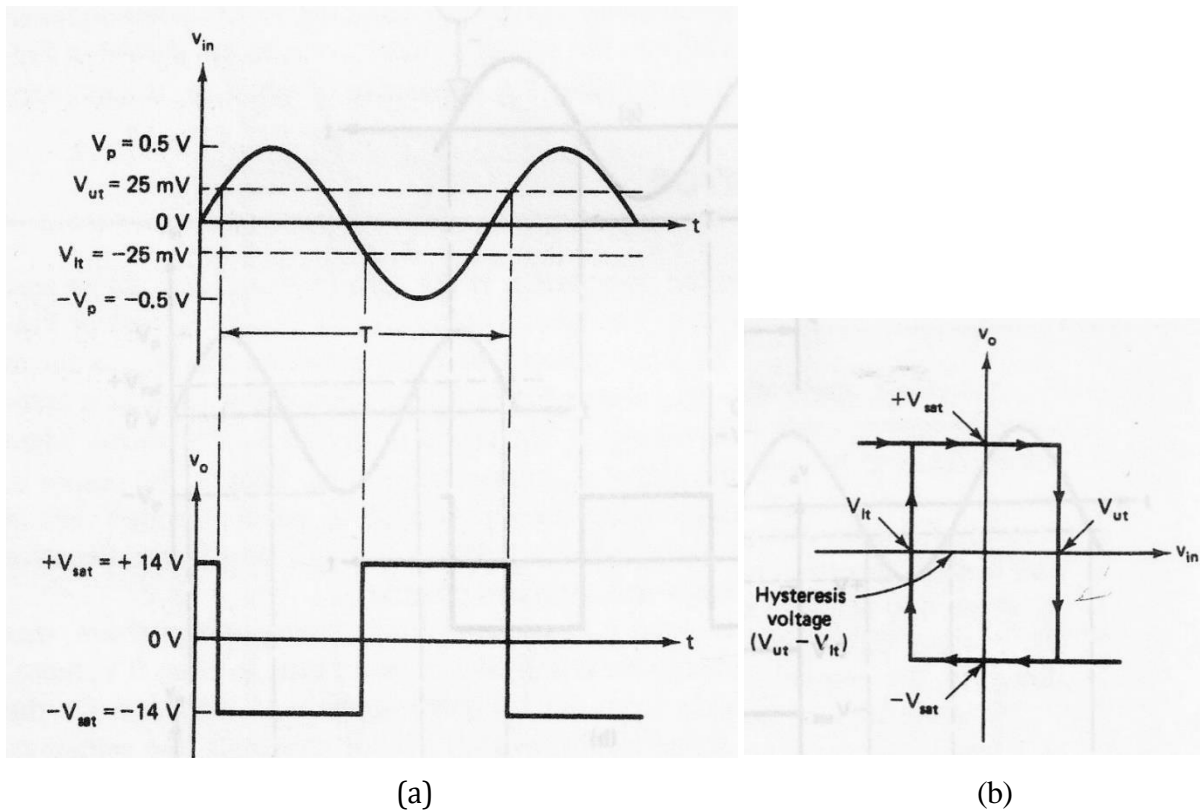 v_in
V_p = 0.5 V
V_ut = 25 mV
0 V
t
V_lt = −25 mV
−V_p = −0.5 V
T
v_o
+V_sat = + 14 V
0 V
t
−V_sat = −14 V
(a)
v_o
+V_sat
V_lt
V_ut
v_in
Hysteresis
voltage
(V_ut − V_lt)
−V_sat
(b)